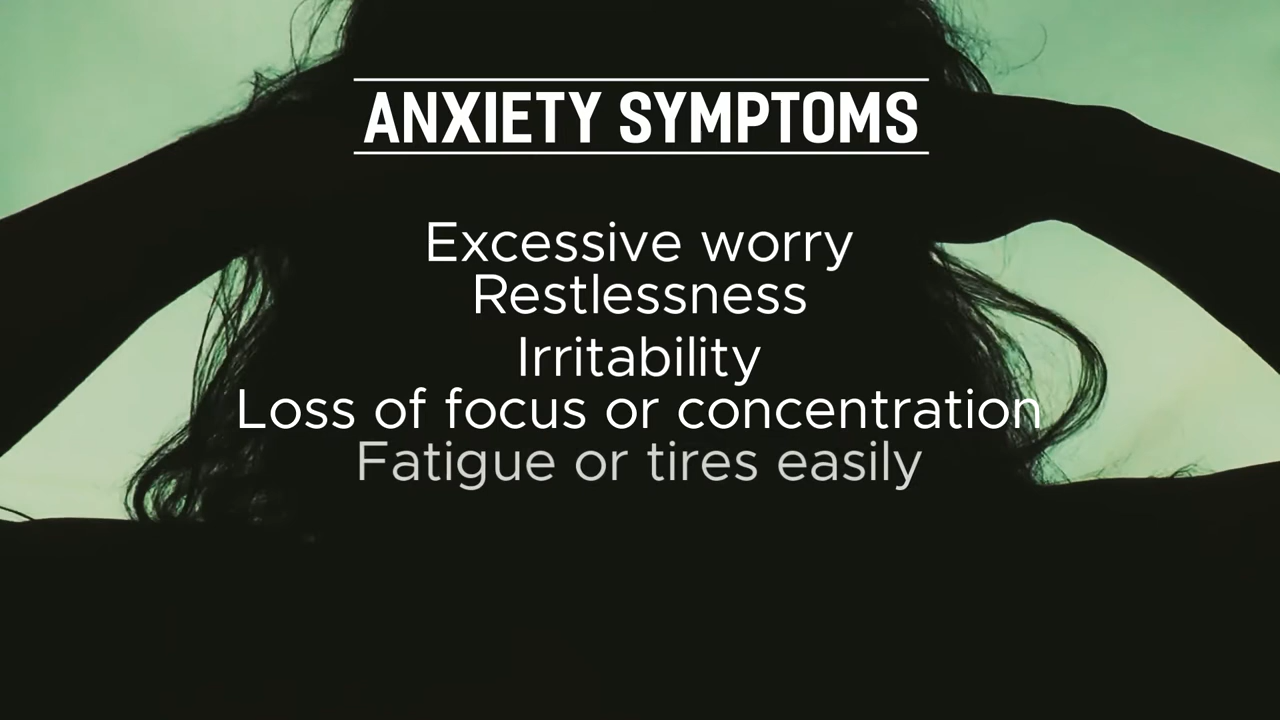 ANXIETY SYMPTOMS
Excessive worry
Restlessness
Irritability
Loss of focus or concentration
Fatigue or tires easily